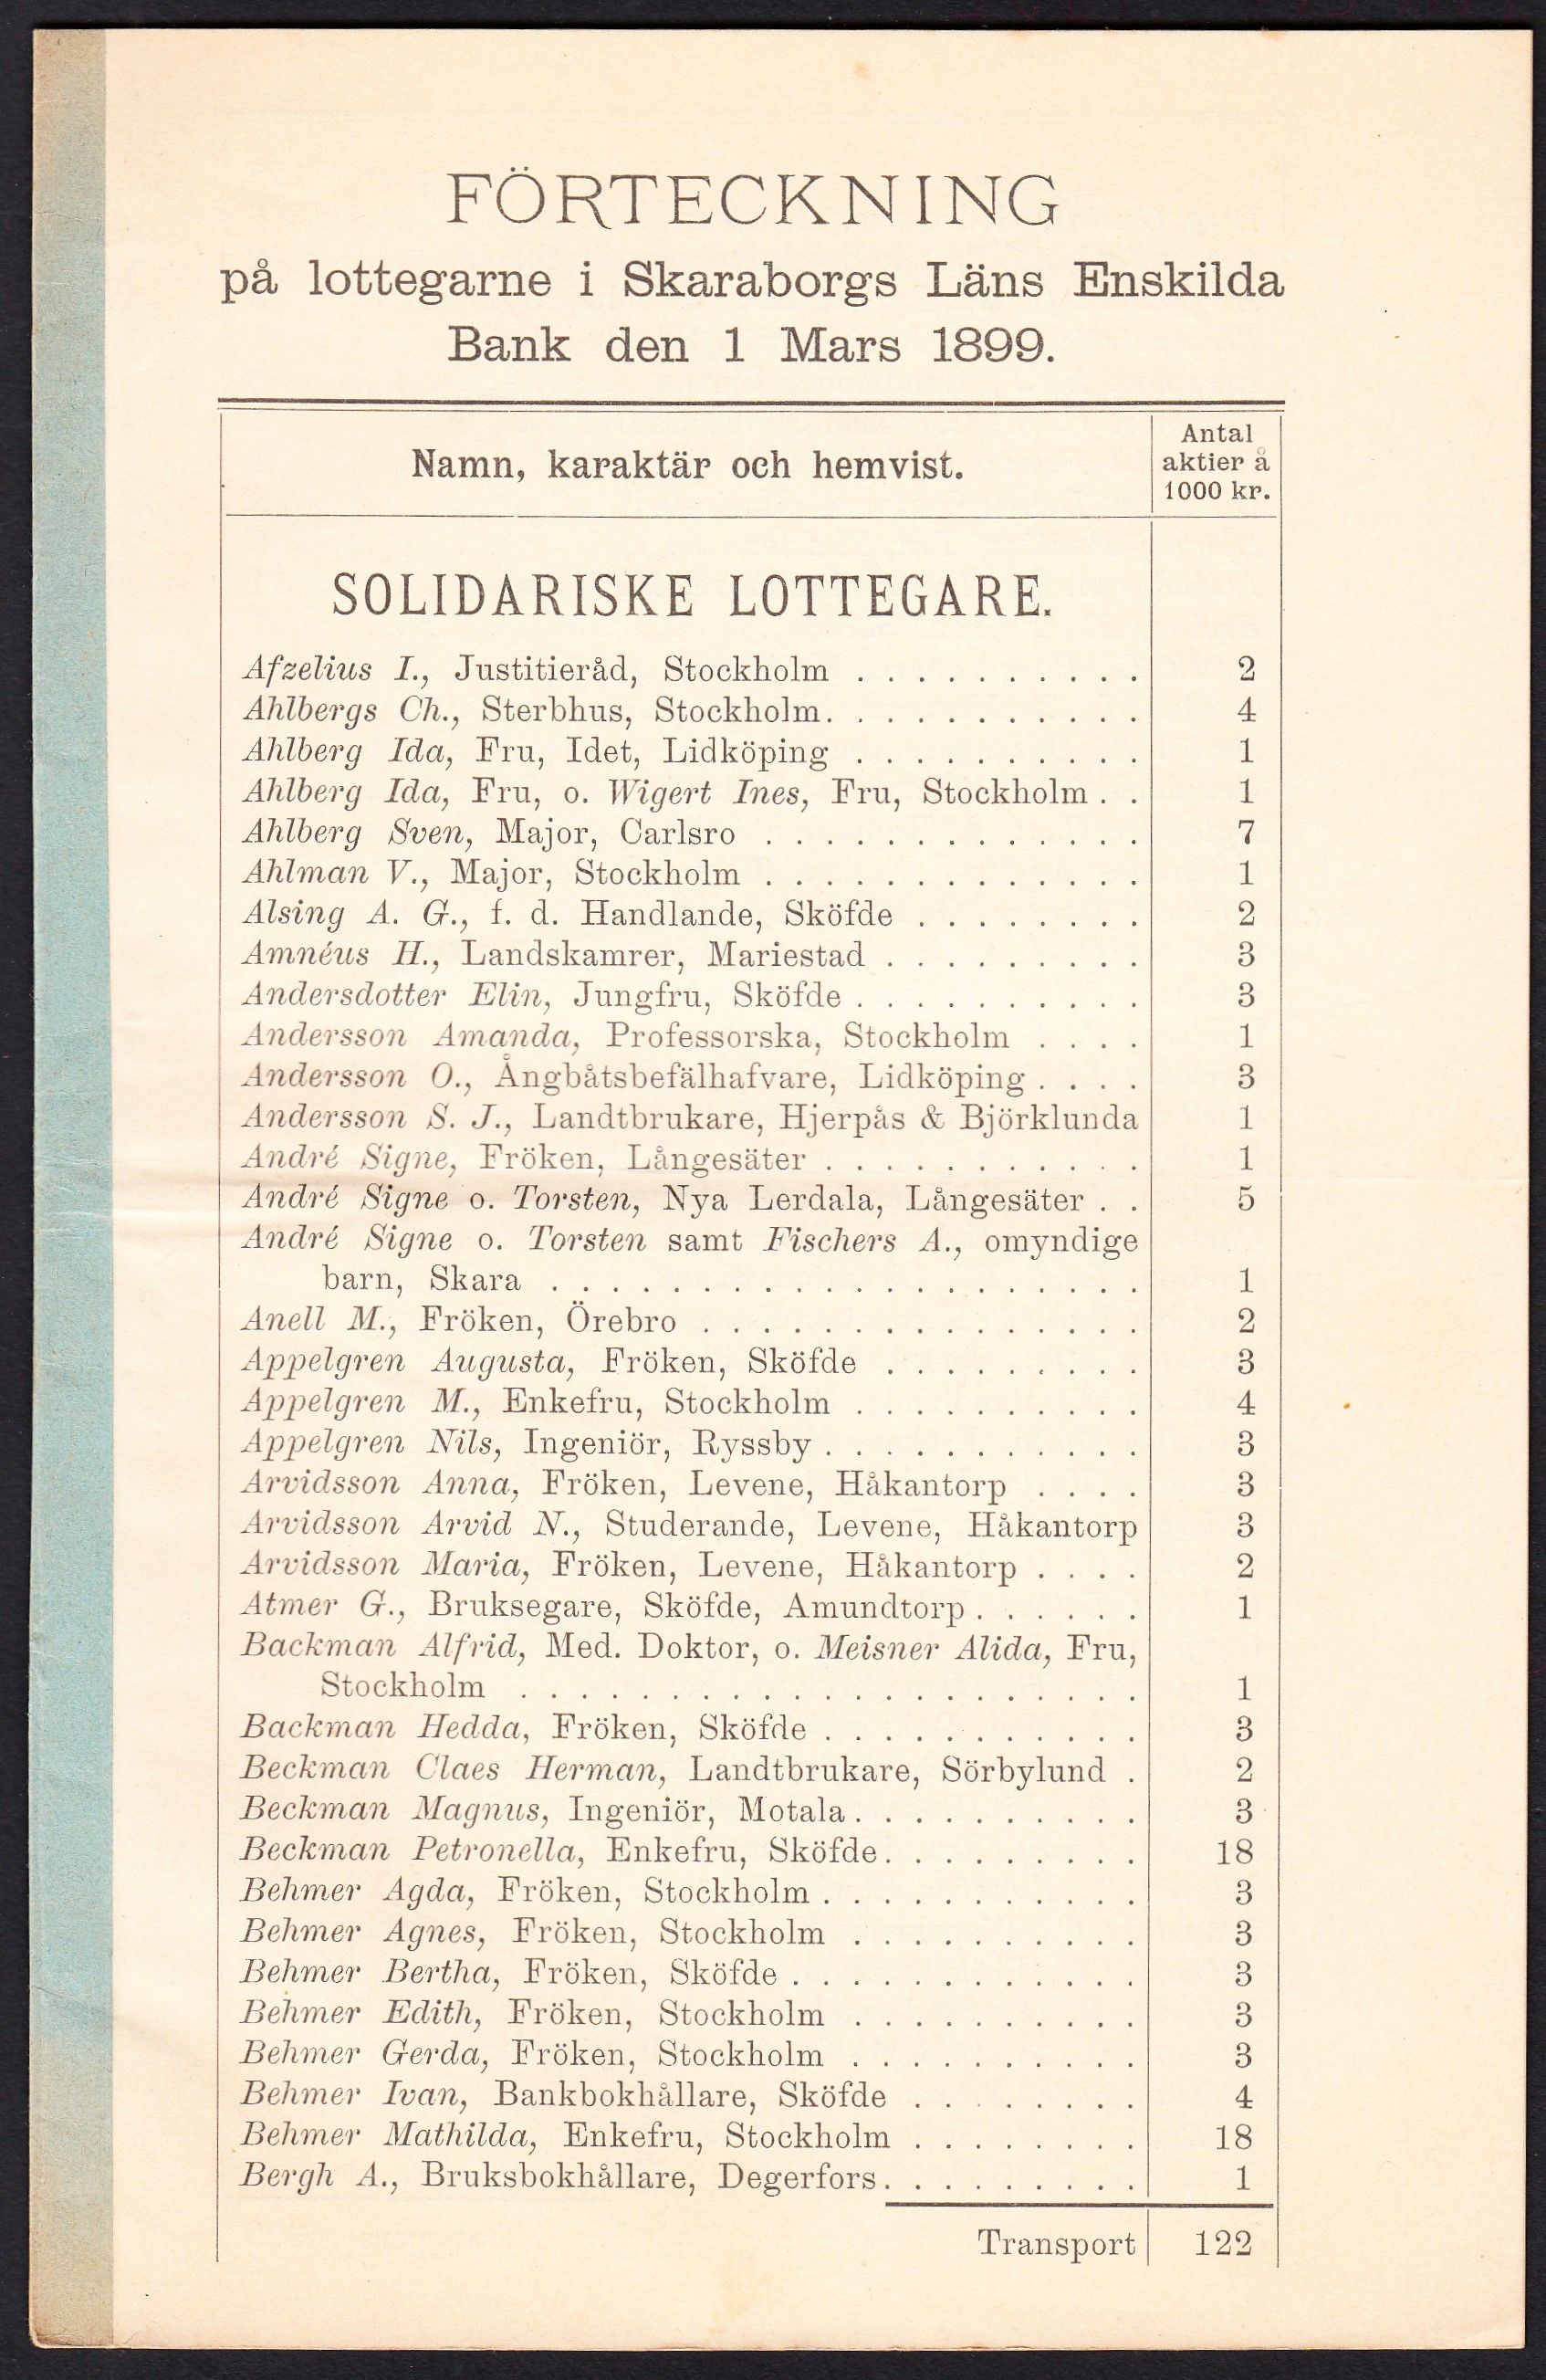 FÖRTECKNING
på lottegarne i Skaraborgs Läns Enskilda
Bank den 1 Mars 1899.
Namn, karaktär och hemvist.
Antal
aktier å
1000 kr.
SOLIDARISKE LOTTEGARE.
Afzelius I., Justitieråd, Stockholm . . . . . . . . . . 2
Ahlbergs Ch., Sterbhus, Stockholm. . . . . . . . . . . 4
Ahlberg Ida, Fru, Idet, Lidköping . . . . . . . . . . 1
Ahlberg Ida, Fru, o. Wigert Ines, Fru, Stockholm . . 1
Ahlberg Sven, Major, Carlsro . . . . . . . . . . . . . 7
Ahlman V., Major, Stockholm . . . . . . . . . . . . . 1
Alsing A. G., f. d. Handlande, Sköfde . . . . . . . . 2
Amnéus H., Landskamrer, Mariestad . . . . . . . . . 3
Andersdotter Elin, Jungfru, Sköfde . . . . . . . . . . 3
Andersson Amanda, Professorska, Stockholm . . . . 1
Andersson O., Ångbåtsbefälhafvare, Lidköping . . . . 3
Andersson S. J., Landtbrukare, Hjerpås & Björklunda 1
André Signe, Fröken, Långesäter . . . . . . . . . . . 1
André Signe o. Torsten, Nya Lerdala, Långesäter . . 5
André Signe o. Torsten samt Fischers A., omyndige
barn, Skara . . . . . . . . . . . . . . . . . . . . 1
Anell M., Fröken, Örebro . . . . . . . . . . . . . . . 2
Appelgren Augusta, Fröken, Sköfde . . . . . . . . . 3
Appelgren M., Enkefru, Stockholm . . . . . . . . . . 4
Appelgren Nils, Ingeniör, Ryssby . . . . . . . . . . . 3
Arvidsson Anna, Fröken, Levene, Håkantorp . . . . 3
Arvidsson Arvid N., Studerande, Levene, Håkantorp 3
Arvidsson Maria, Fröken, Levene, Håkantorp . . . . 2
Atmer G., Bruksegare, Sköfde, Amundtorp . . . . . . 1
Backman Alfrid, Med. Doktor, o. Meisner Alida, Fru,
Stockholm . . . . . . . . . . . . . . . . . . . . . 1
Backman Hedda, Fröken, Sköfde . . . . . . . . . . . 3
Beckman Claes Herman, Landtbrukare, Sörbylund . 2
Beckman Magnus, Ingeniör, Motala . . . . . . . . . . 3
Beckman Petronella, Enkefru, Sköfde. . . . . . . . . 18
Behmer Agda, Fröken, Stockholm . . . . . . . . . . . 3
Behmer Agnes, Fröken, Stockholm . . . . . . . . . . 3
Behmer Bertha, Fröken, Sköfde . . . . . . . . . . . . 3
Behmer Edith, Fröken, Stockholm . . . . . . . . . . 3
Behmer Gerda, Fröken, Stockholm . . . . . . . . . . 3
Behmer Ivan, Bankbokhållare, Sköfde . . . . . . . . 4
Behmer Mathilda, Enkefru, Stockholm . . . . . . . . 18
Bergh A., Bruksbokhållare, Degerfors. . . . . . . . . 1
Transport 122